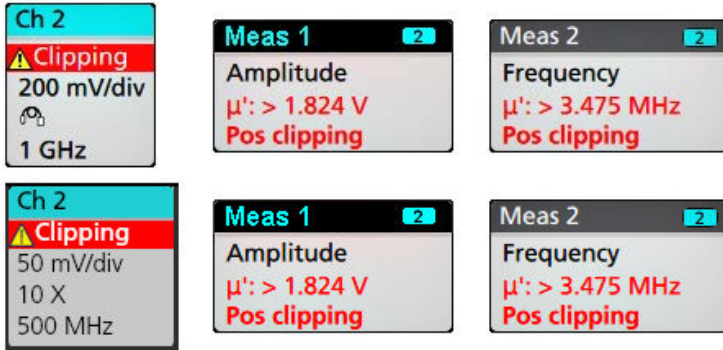 Ch 2
Clipping
200 mV/div
1 GHz
Meas 1 2
Amplitude
μ': > 1.824 V
Pos clipping
Meas 2 2
Frequency
μ': > 3.475 MHz
Pos clipping
Ch 2
Clipping
50 mV/div
10 X
500 MHz
Meas 1 2
Amplitude
μ': > 1.824 V
Pos clipping
Meas 2 2
Frequency
μ': > 3.475 MHz
Pos clipping